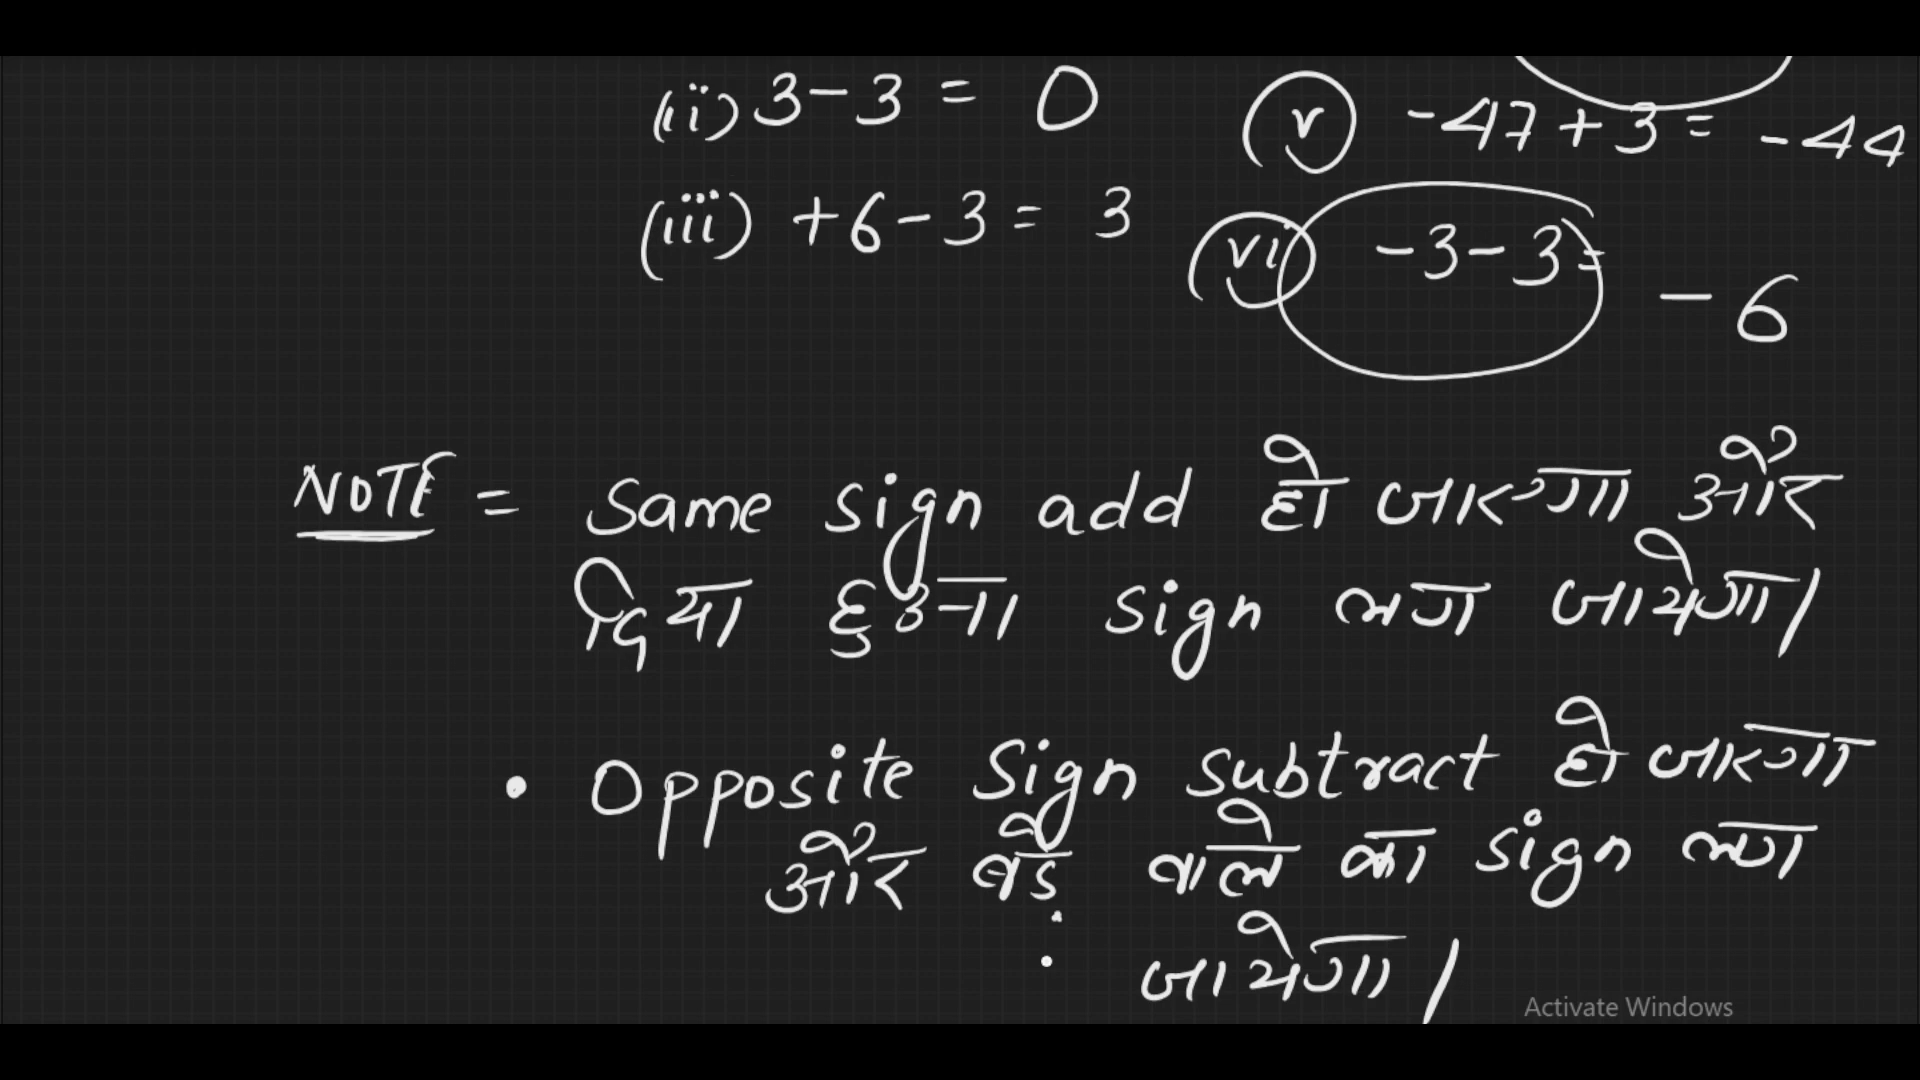 (ii) 3-3 = 0
(v) -47+3= -44
(iii) +6-3= 3
(vi) -3-3= -6
NOTE = Same sign add हो जाएगा और
दिया हुआ sign लग जायेगा।
• Opposite Sign subtract हो जाएगा
और बड़े वाले का sign लग
जायेगा।
Activate Windows